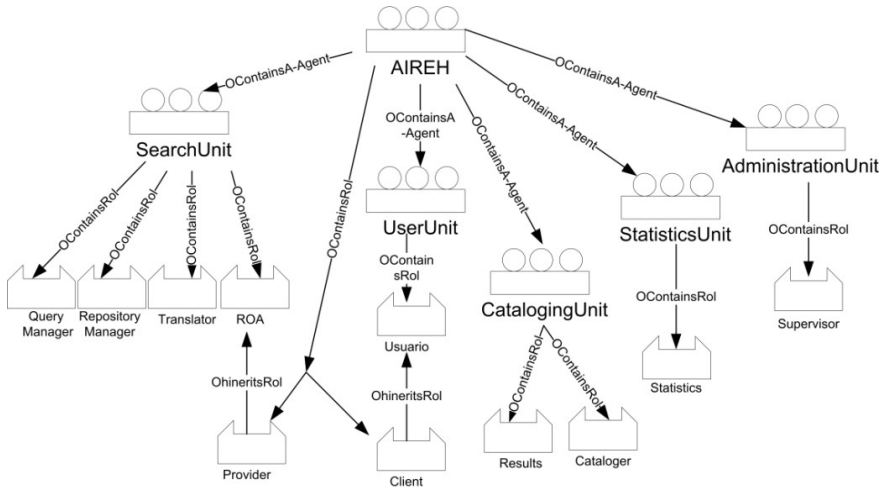 AIREH
OContainsA-Agent
OContainsA-Agent
OContainsA
-Agent
OContainsA-Agent
OContainsA-Agent
SearchUnit
AdministrationUnit
OContainsRol
OContainsRol
OContainsRol
OContainsRol
OContainsRol
UserUnit
StatisticsUnit
OContainsRol
OContain
sRol
CatalogingUnit
OContainsRol
Query
Manager
Repository
Manager
Translator
ROA
Usuario
Supervisor
OContainsRol
OContainsRol
OhineritsRol
OhineritsRol
Statistics
Provider
Client
Results
Cataloger